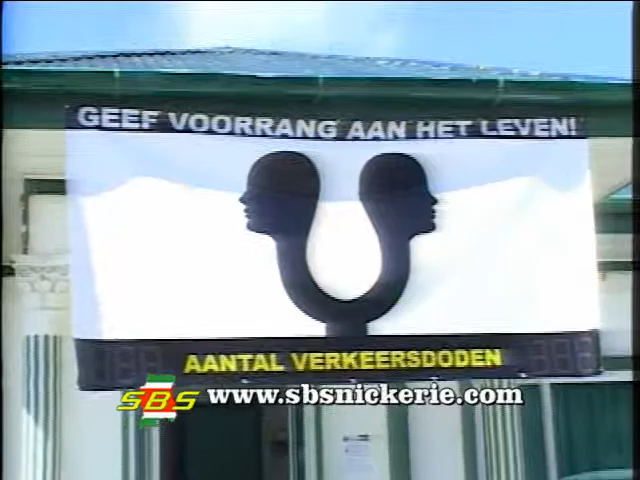 GEEF VOORRANG AAN HET LEVEN!
AANTAL VERKEERSDODEN
SBS www.sbsnickerie.com